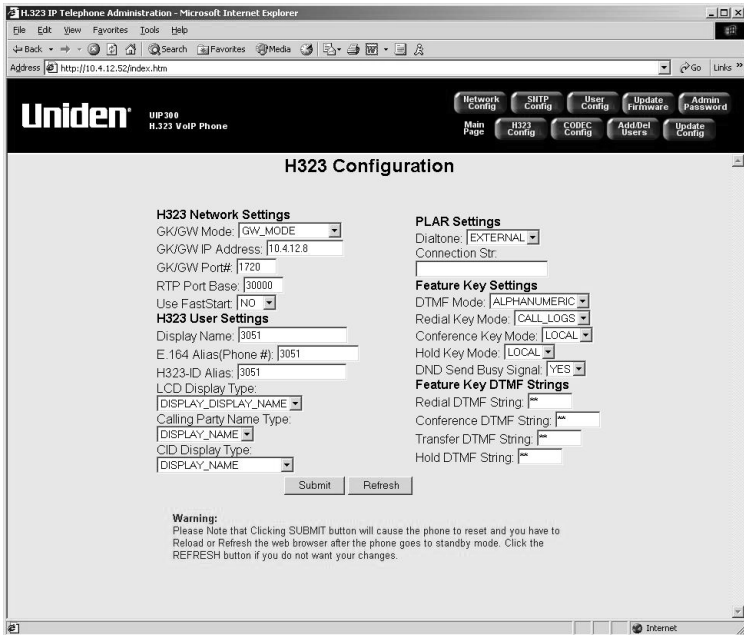 H.323 IP Telephone Administration - Microsoft Internet Explorer
File Edit View Favorites Tools Help
Back Search Favorites Media
Address http://10.4.12.52/index.htm Go Links »
Uniden®
UIP300
H.323 VoIP Phone
Network Config SNTP Config User Config Update Firmware Admin Password
Main Page H323 Config CODEC Config Add/Del Users Update Config
H323 Configuration
H323 Network Settings
GK/GW Mode: GW_MODE
GK/GW IP Address: 10.4.12.8
GK/GW Port#: 1720
RTP Port Base: 30000
Use FastStart: NO
H323 User Settings
Display Name: 3051
E.164 Alias(Phone #): 3051
H323-ID Alias: 3051
LCD Display Type:
DISPLAY_DISPLAY_NAME
Calling Party Name Type:
DISPLAY_NAME
CID Display Type:
DISPLAY_NAME
PLAR Settings
Dialtone: EXTERNAL
Connection Str:
Feature Key Settings
DTMF Mode: ALPHANUMERIC
Redial Key Mode: CALL_LOGS
Conference Key Mode: LOCAL
Hold Key Mode: LOCAL
DND Send Busy Signal: YES
Feature Key DTMF Strings
Redial DTMF String: **
Conference DTMF String: **
Transfer DTMF String: **
Hold DTMF String: **
Submit Refresh
Warning:
Please Note that Clicking SUBMIT button will cause the phone to reset and you have to
Reload or Refresh the web browser after the phone goes to standby mode. Click the
REFRESH button if you do not want your changes.
Internet